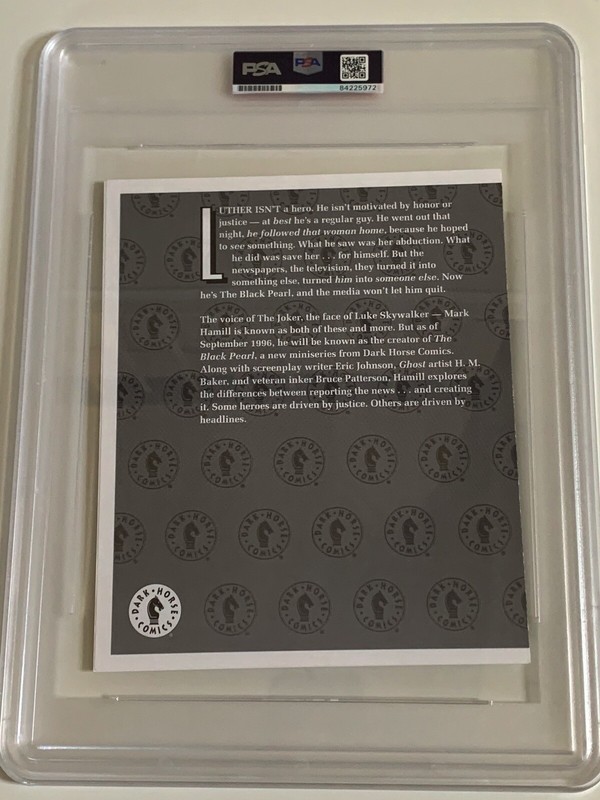 PSA PSA
84225972
LUTHER ISN'T a hero. He isn't motivated by honor or
justice — at best he's a regular guy. He went out that
night, he followed that woman home, because he hoped
to see something. What he saw was her abduction. What
he did was save her . . . for himself. But the
newspapers, the television, they turned it into
something else, turned him into someone else. Now
he's The Black Pearl, and the media won't let him quit.
The voice of The Joker, the face of Luke Skywalker — Mark
Hamill is known as both of these and more. But as of
September 1996, he will be known as the creator of The
Black Pearl, a new miniseries from Dark Horse Comics.
Along with screenplay writer Eric Johnson, Ghost artist H. M.
Baker, and veteran inker Bruce Patterson, Hamill explores
the differences between reporting the news . . . and creating
it. Some heroes are driven by justice. Others are driven by
headlines.
DARK HORSE COMICS